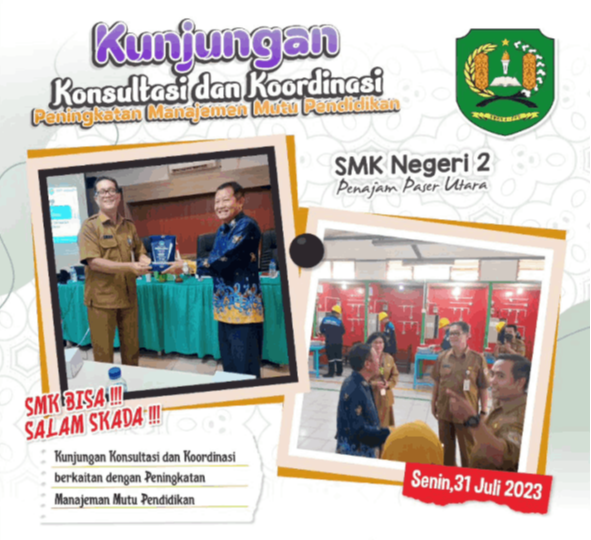 Kunjungan
Konsultasi dan Koordinasi
Peningkatan Manajemen Mutu Pendidikan
SMK Negeri 2
Penajam Paser Utara
SMK BISA !!!
SALAM SKADA !!!
Kunjungan Konsultasi dan Koordinasi
berkaitan dengan Peningkatan
Manajeman Mutu Pendidikan
Senin,31 Juli 2023